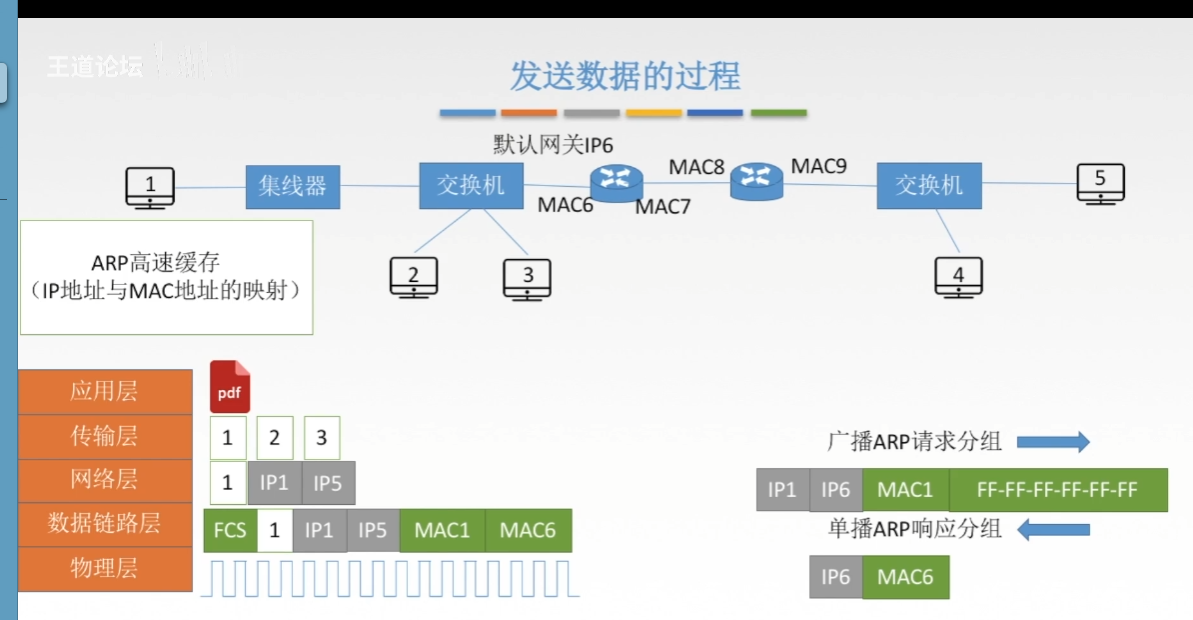 王道论坛
发送数据的过程
默认网关IP6
1
集线器
交换机
MAC6
MAC7
MAC8
MAC9
交换机
5
2
3
4
ARP高速缓存
（IP地址与MAC地址的映射）
应用层
pdf
传输层
1
2
3
网络层
1
IP1
IP5
数据链路层
FCS
1
IP1
IP5
MAC1
MAC6
物理层
广播ARP请求分组
IP1
IP6
MAC1
FF-FF-FF-FF-FF-FF
单播ARP响应分组
IP6
MAC6